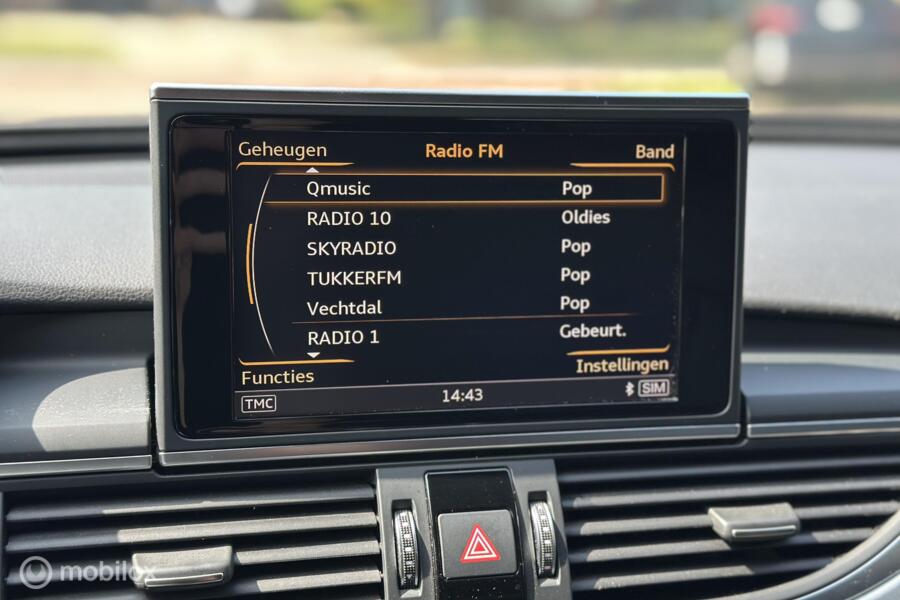 Geheugen Radio FM Band
Qmusic Pop
RADIO 10 Oldies
SKYRADIO Pop
TUKKERFM Pop
Vechtdal Pop
RADIO 1 Gebeurt.
Functies Instellingen
TMC 14:43 SIM
mobilox